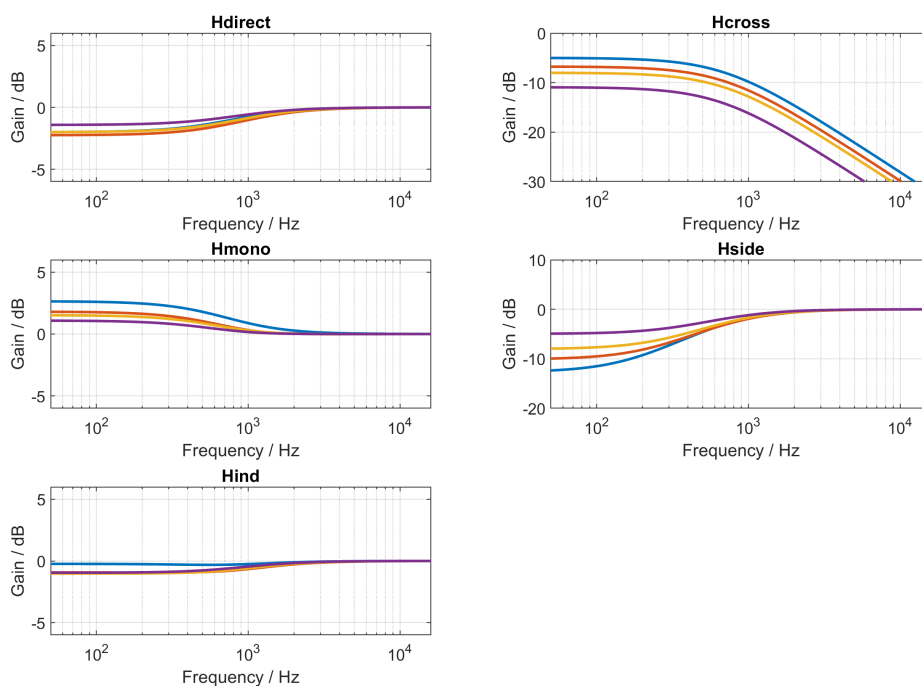 Hdirect
Gain / dB
5
0
-5
10²
10³
10⁴
Frequency / Hz
Hcross
Gain / dB
0
-10
-20
-30
10²
10³
10⁴
Frequency / Hz
Hmono
Gain / dB
5
0
-5
10²
10³
10⁴
Frequency / Hz
Hside
Gain / dB
10
0
-10
-20
10²
10³
10⁴
Frequency / Hz
Hind
Gain / dB
5
0
-5
10²
10³
10⁴
Frequency / Hz